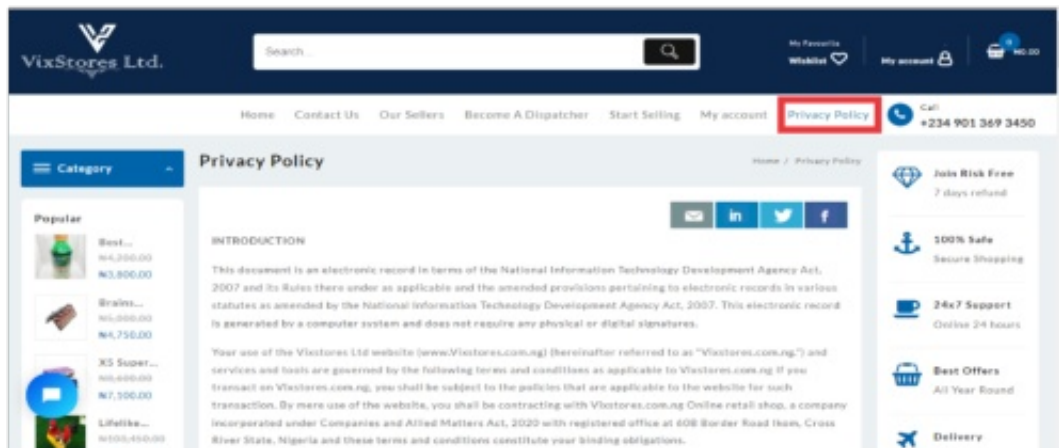 VixStores Ltd.
Search...
My Favourite
Wishlist
My account
0
₦0.00
Home Contact Us Our Sellers Become A Dispatcher Start Selling My account Privacy Policy
Call
+234 901 369 3450
Category
Privacy Policy
Home / Privacy Policy
Popular
Best...
₦4,200.00
₦3,800.00
Brains...
₦5,000.00
₦4,750.00
X5 Super...
₦7,100.00
Lifelike...
in
f
INTRODUCTION
This document is an electronic record in terms of the National Information Technology Development Agency Act,
2007 and its Rules there under as applicable and the amended provisions pertaining to electronic records in various
statutes as amended by the National Information Technology Development Agency Act, 2007. This electronic record
is generated by a computer system and does not require any physical or digital signatures.
Your use of the Vixstores Ltd website (www.Vixstores.com.ng) (hereinafter referred to as "Vixstores.com.ng,") and
services and tools are governed by the following terms and conditions as applicable to Vixstores.com.ng If you
transact on Vixstores.com.ng, you shall be subject to the policies that are applicable to the website for such
transaction. By mere use of the website, you shall be contracting with Vixstores.com.ng Online retail shop, a company
incorporated under Companies and Allied Matters Act, 2020 with registered office at 60B Border Road Ikom, Cross
River State, Nigeria and these terms and conditions constitute your binding obligations.
Join Risk Free
7 days refund
100% Safe
Secure Shopping
24x7 Support
Online 24 hours
Best Offers
All Year Round
Delivery